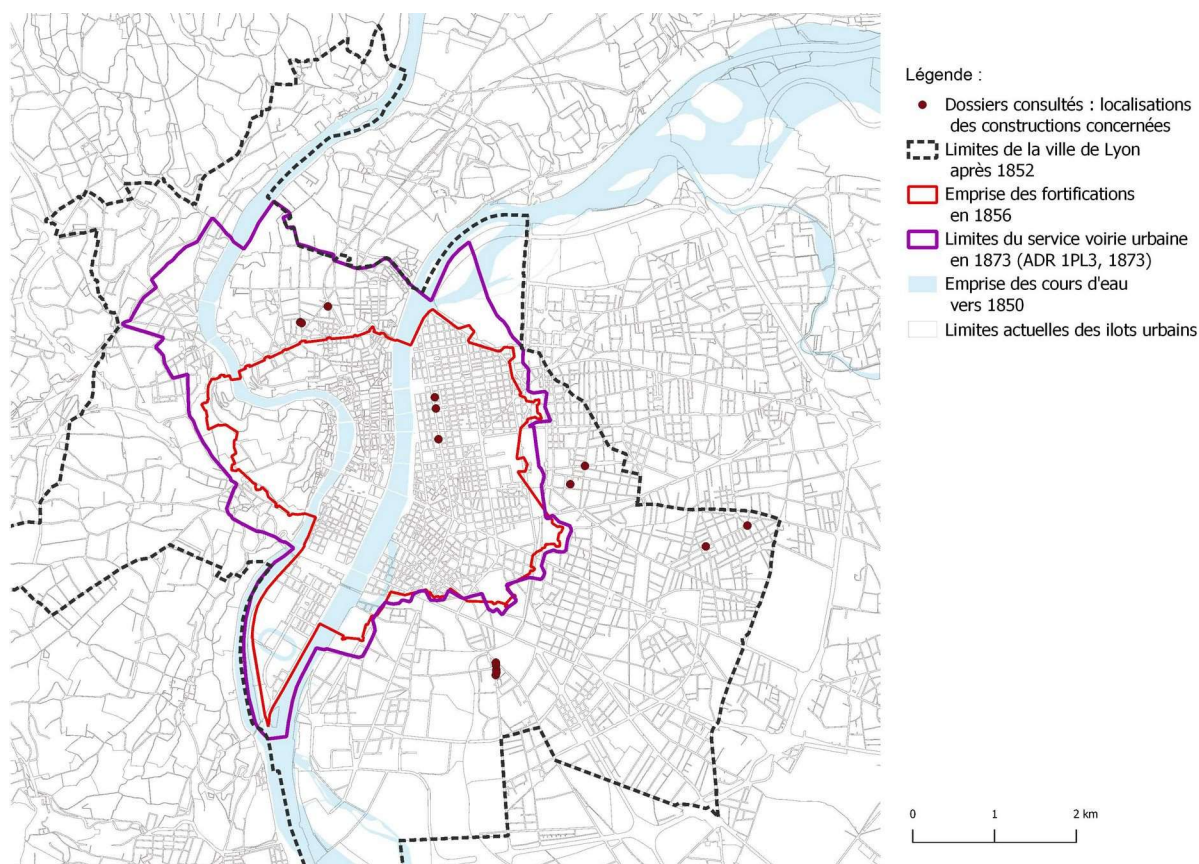 Légende :
Dossiers consultés : localisations
des constructions concernées
Limites de la ville de Lyon
après 1852
Emprise des fortifications
en 1856
Limites du service voirie urbaine
en 1873 (ADR 1PL3, 1873)
Emprise des cours d'eau
vers 1850
Limites actuelles des ilots urbains
0 1 2 km